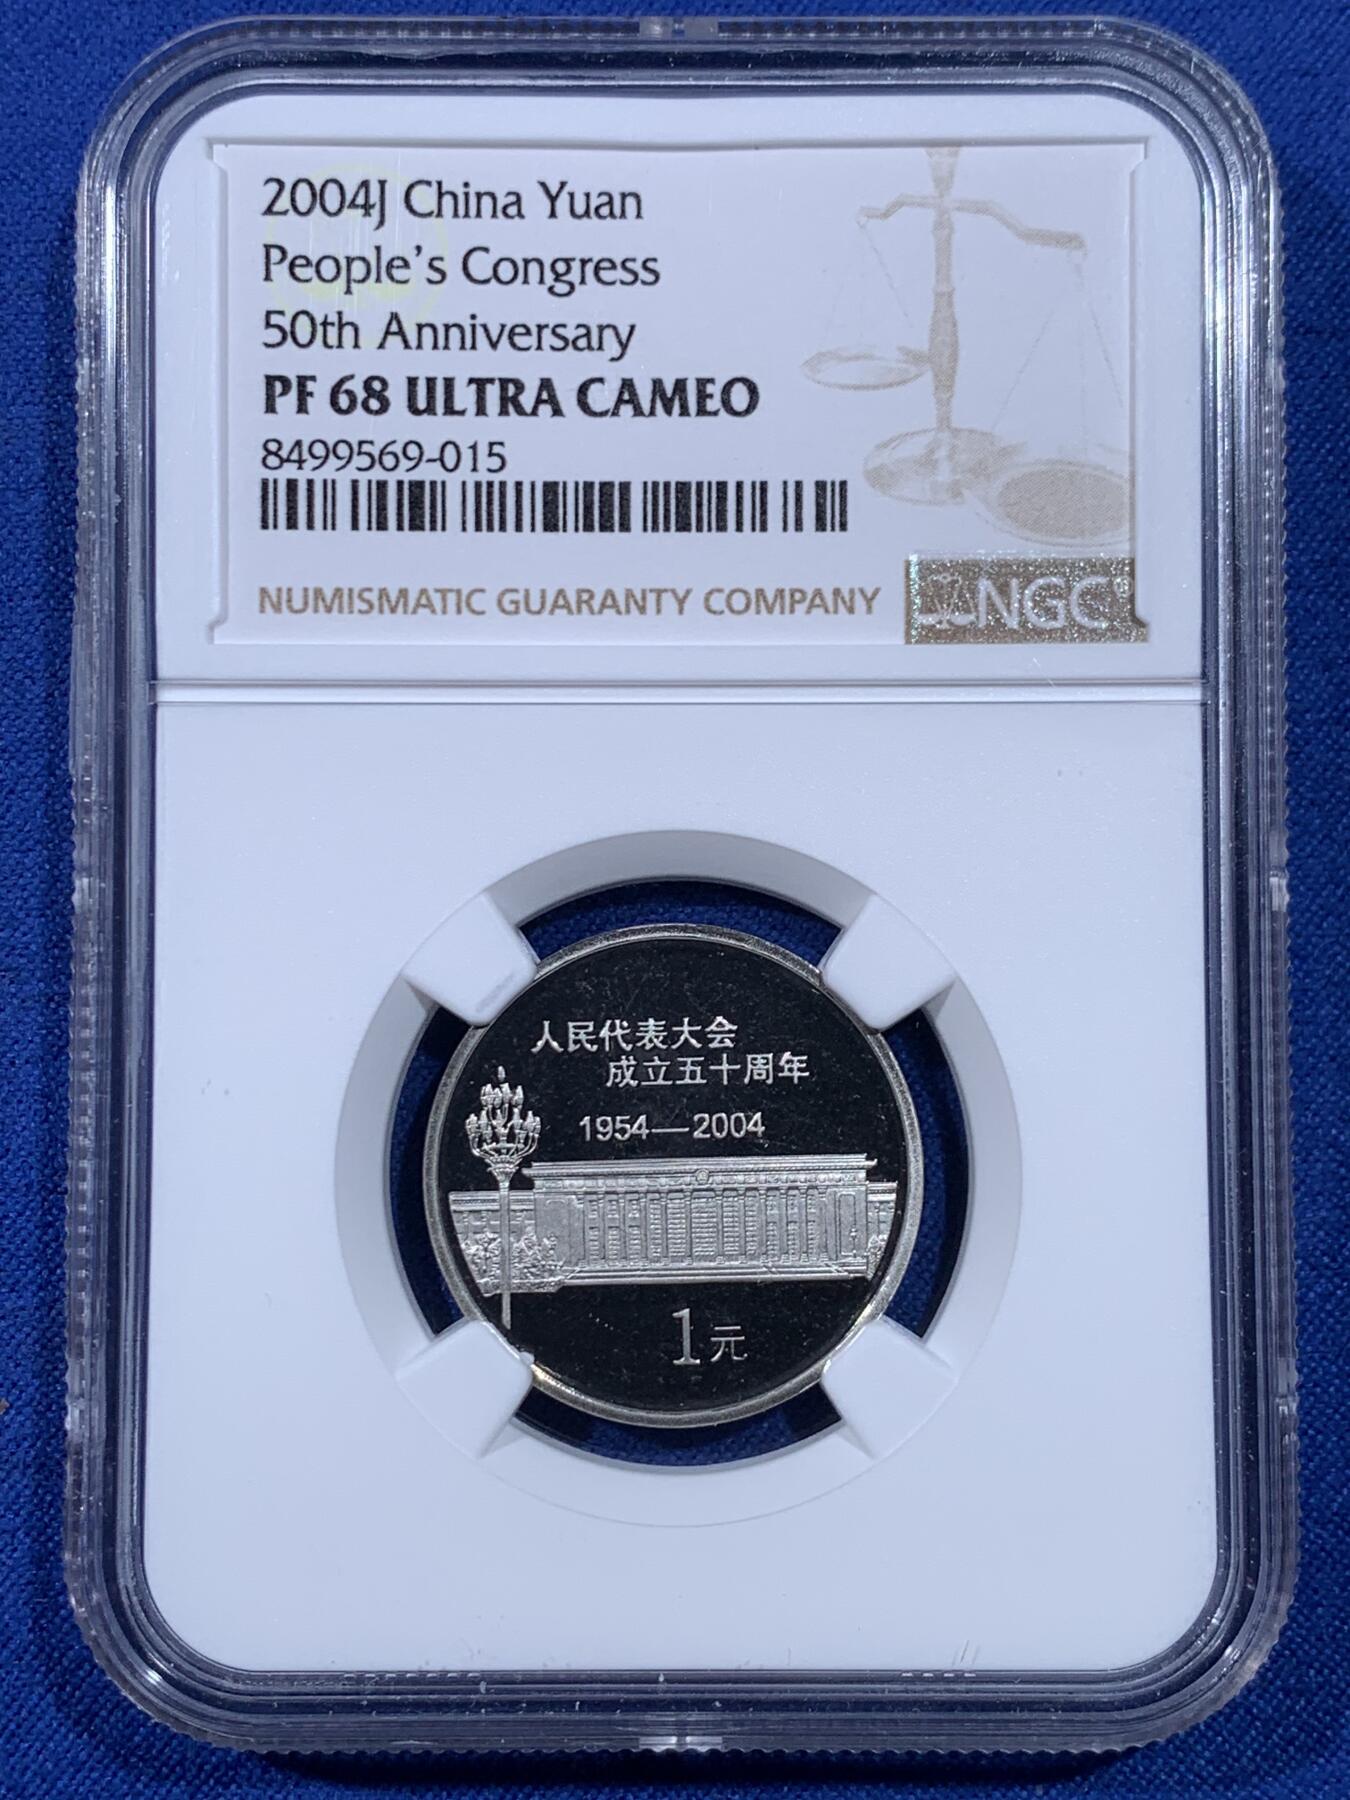 2004J China Yuan
People's Congress
50th Anniversary
PF 68 ULTRA CAMEO
8499569-015
NUMISMATIC GUARANTY COMPANY
NGC®
人民代表大会
成立五十周年
1954—2004
1元